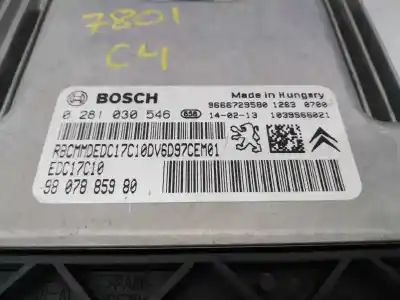 7801
C4
BOSCH
Made in Hungary
9666729580 1283 0700
0 281 030 546
14-02-13
1039S66021
RBCMMDEDC17C10DV6D97CEM01
EDC17C10
98 078 859 80